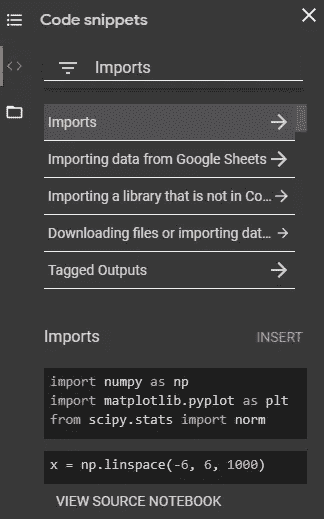 Code snippets
Imports
Imports
Importing data from Google Sheets
Importing a library that is not in Co...
Downloading files or importing dat...
Tagged Outputs
Imports INSERT
import numpy as np
import matplotlib.pyplot as plt
from scipy.stats import norm
x = np.linspace(-6, 6, 1000)
VIEW SOURCE NOTEBOOK